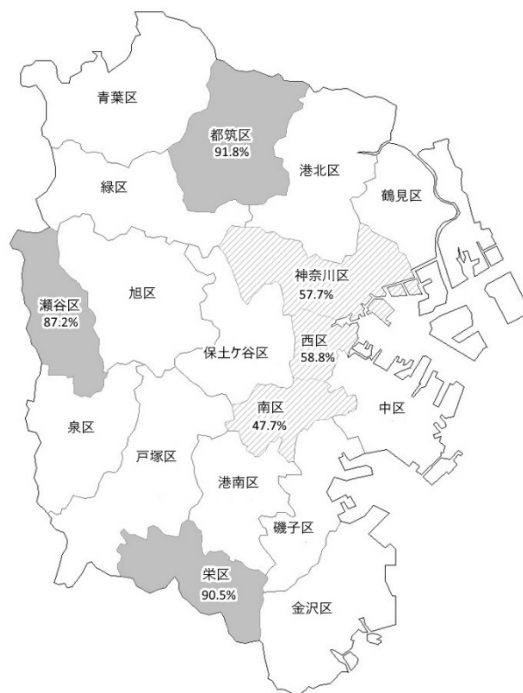 青葉区
都筑区
91.8%
港北区
緑区
鶴見区
神奈川区
57.7%
瀬谷区
87.2%
旭区
保土ケ谷区
西区
58.8%
南区
47.7%
中区
泉区
戸塚区
港南区
磯子区
栄区
90.5%
金沢区